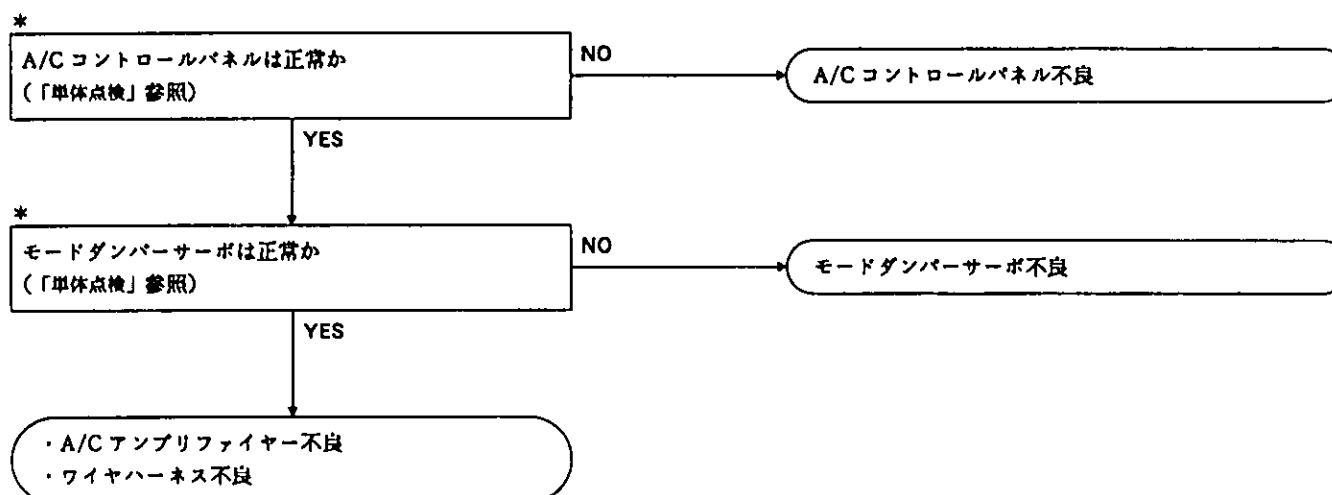 *
A/C コントロールパネルは正常か
(「単体点検」参照)
NO
A/C コントロールパネル不良
YES
*
モードダンパーサーボは正常か
(「単体点検」参照)
NO
モードダンパーサーボ不良
YES
・A/C アンプリファイヤー不良
・ワイヤハーネス不良